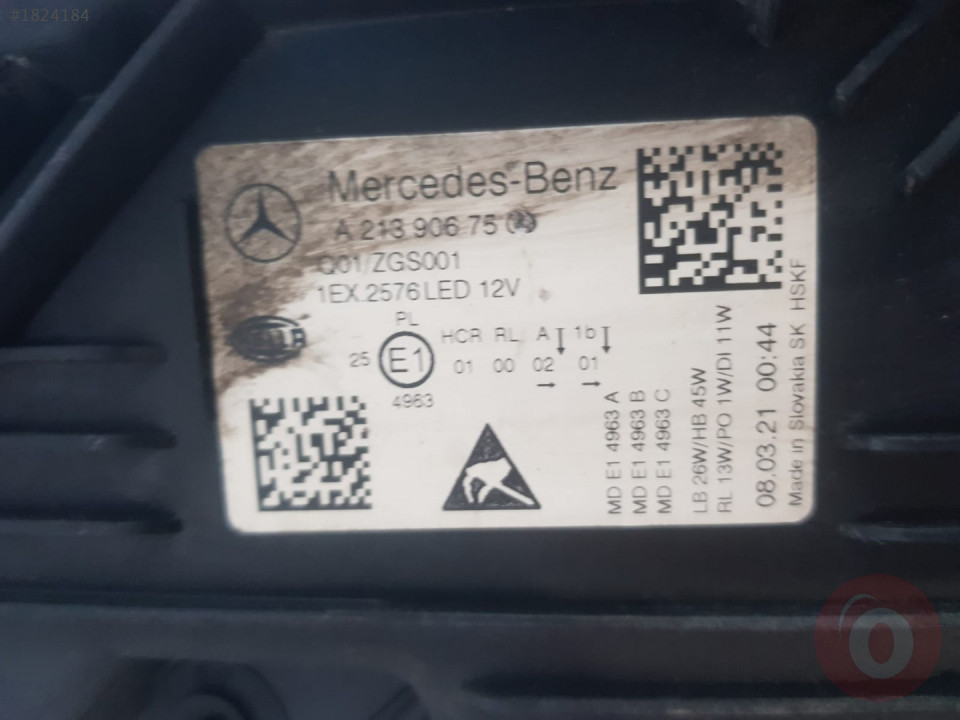 #1824184
Mercedes-Benz
A 213 906 75
Q01/ZGS001
1EX.2576 LED 12V
HELLA
PL
25 E1
4963
HCR RL A 1b
01 00 02 01
→ →
MD E1 4963 A
MD E1 4963 B
MD E1 4963 C
LB 26W/HB 45W
RL 13W/PO 1W/DI 11W
08.03.21 00:44
Made in Slovakia SK HSKF
O